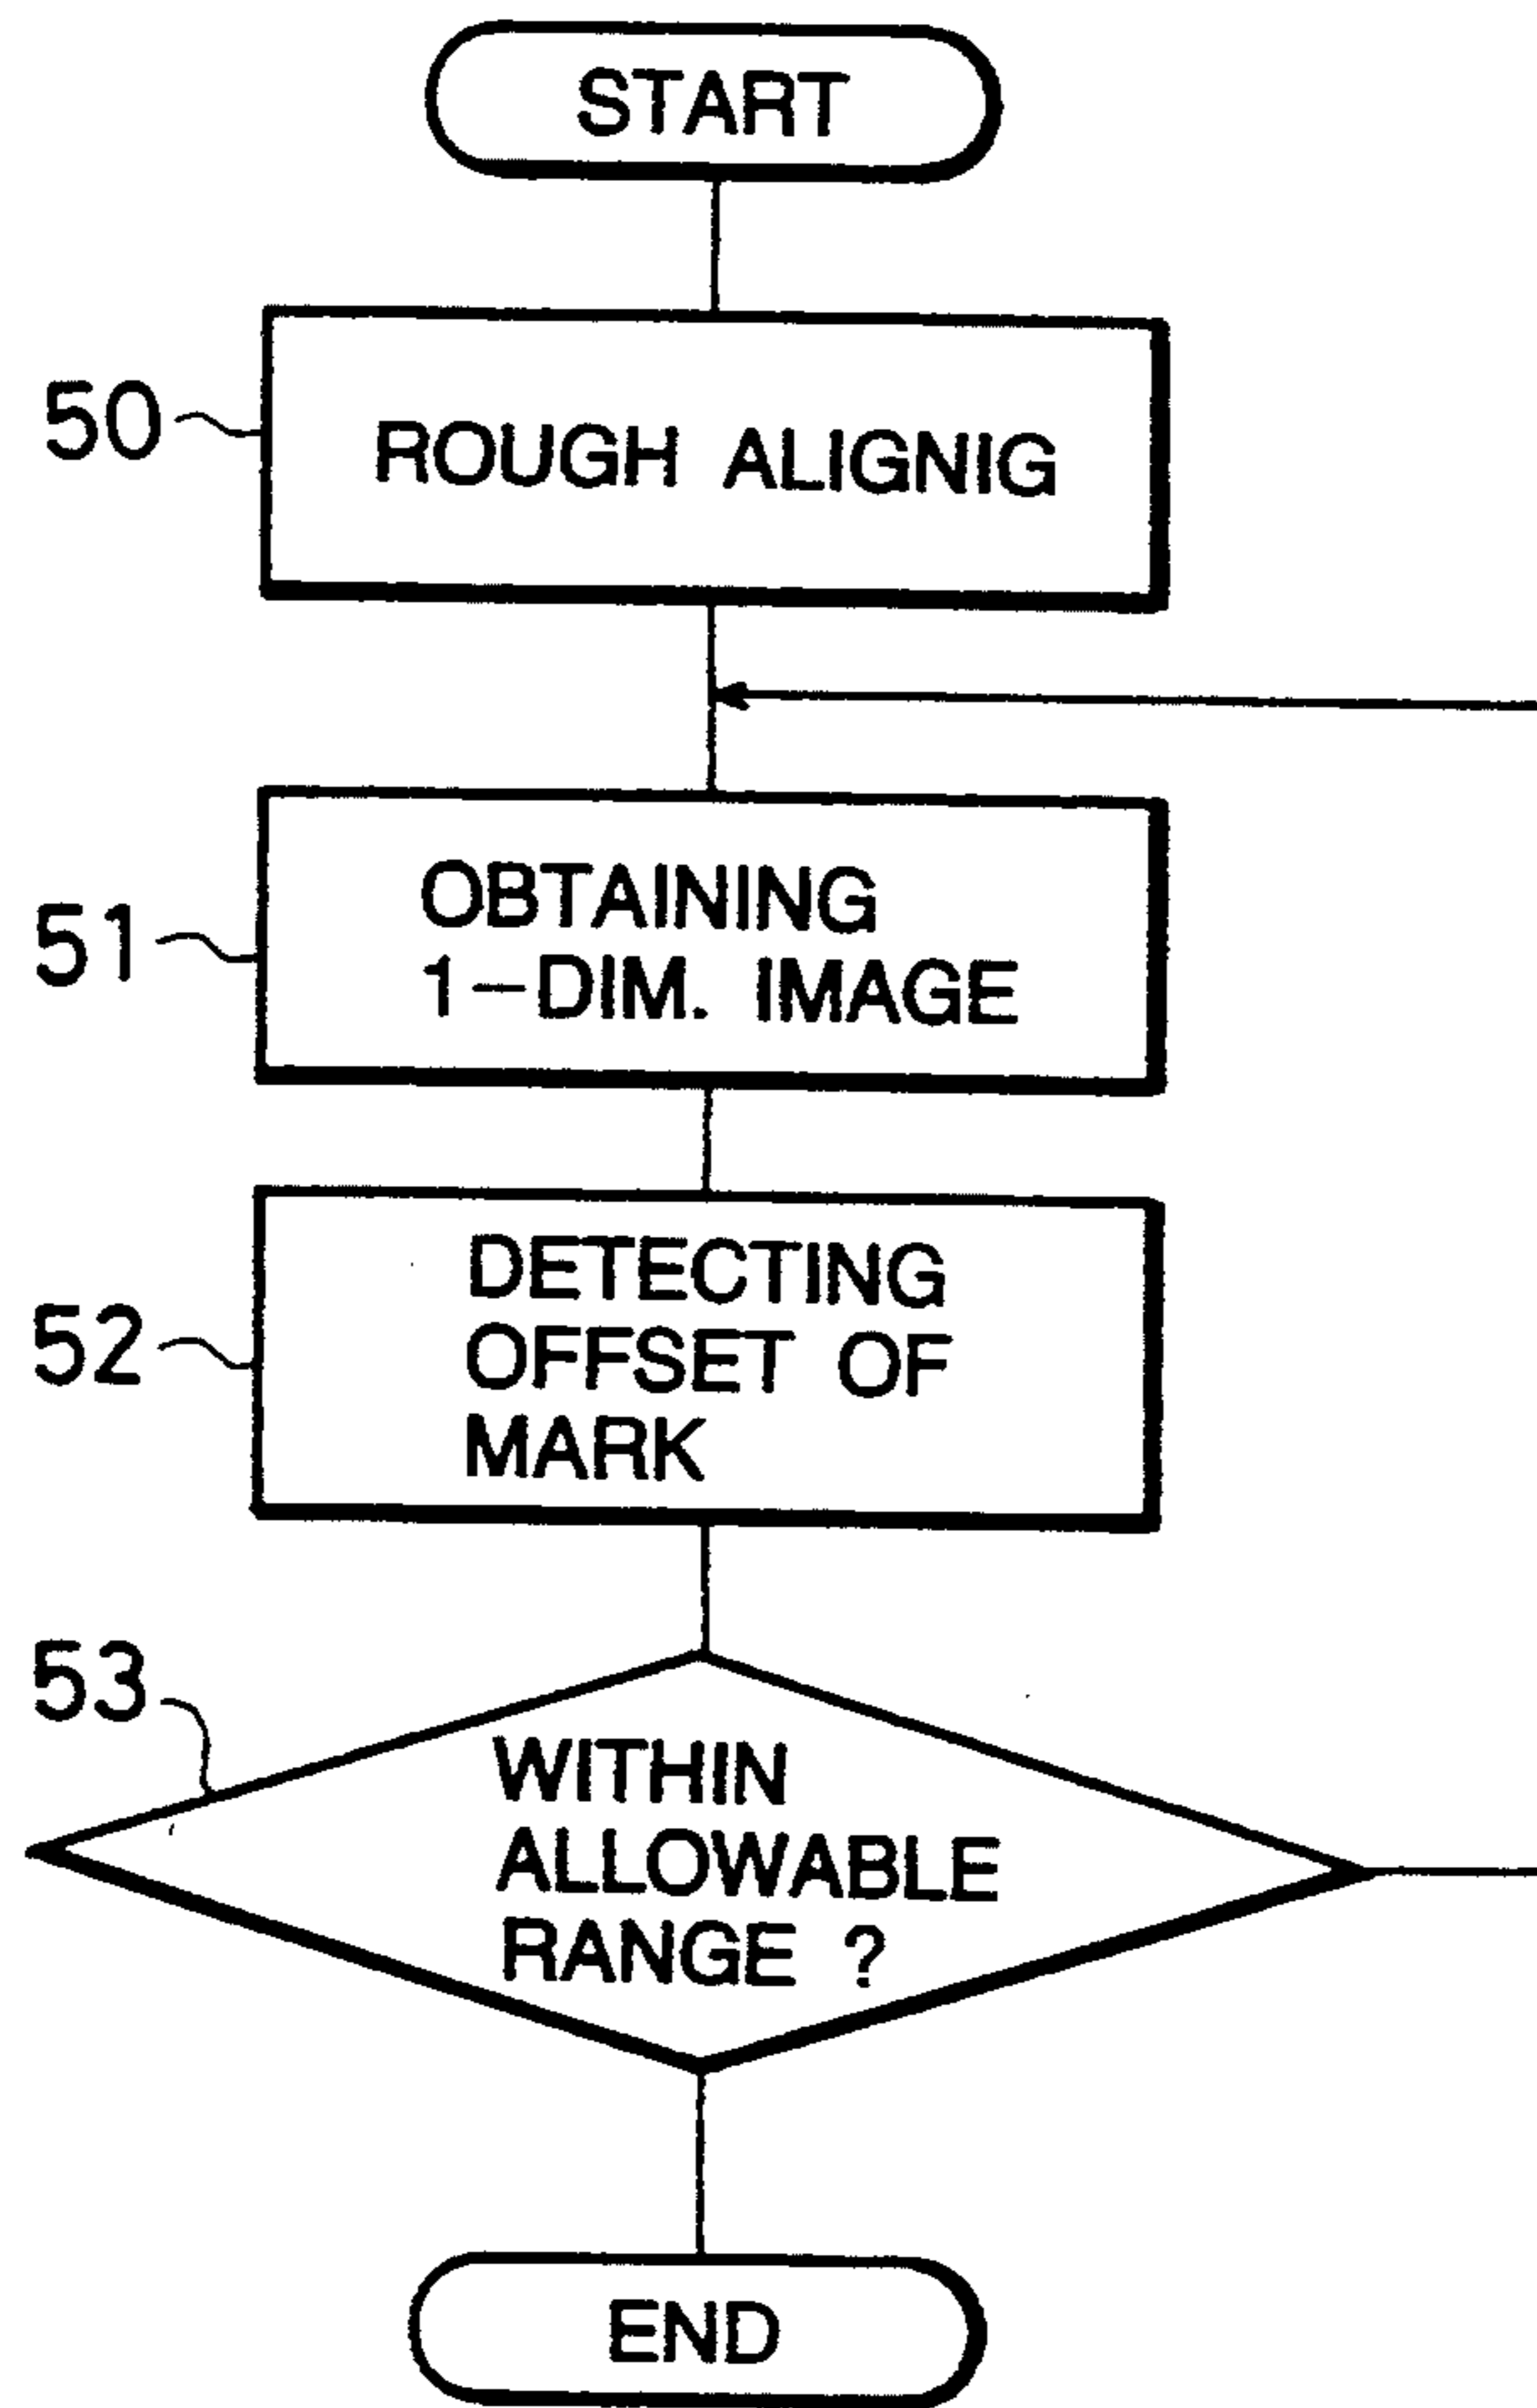 START
50
ROUGH ALIGNIG
51
OBTAINING
1-DIM. IMAGE
52
DETECTING
OFFSET OF
MARK
53
WITHIN
ALLOWABLE
RANGE ?
END